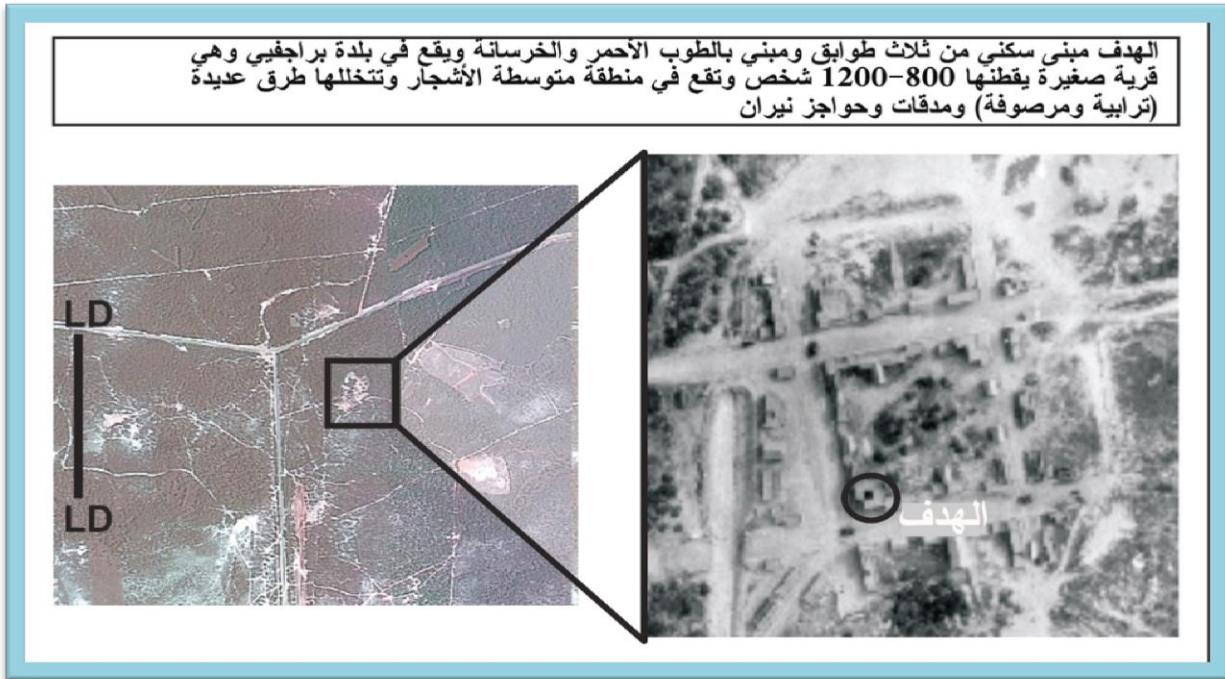 الهدف مبنى سكني من ثلاث طوابق ومبني بالطوب الأحمر والخرسانة ويقع في بلدة براجفيي وهي
قرية صغيرة يقطنها 800-1200 شخص وتقع في منطقة متوسطة الأشجار وتتخللها طرق عديدة
(ترابية ومرصوفة) ومدقات وحواجز نيران
LD
LD
الهدف